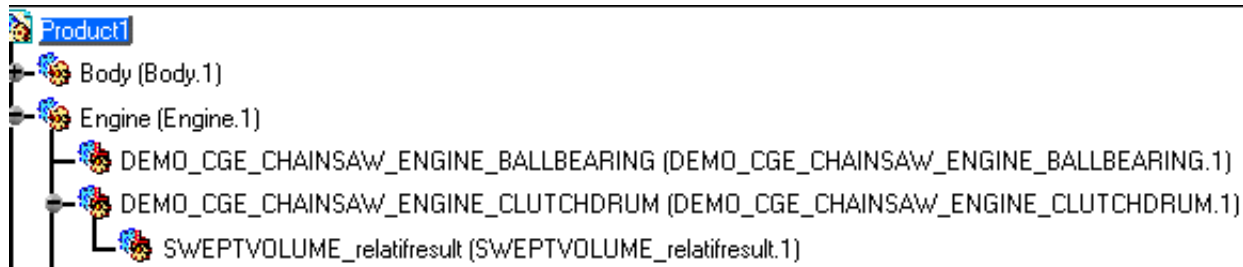 Product1
Body (Body.1)
Engine (Engine.1)
DEMO_CGE_CHAINSAW_ENGINE_BALLBEARING (DEMO_CGE_CHAINSAW_ENGINE_BALLBEARING.1)
DEMO_CGE_CHAINSAW_ENGINE_CLUTCHDRUM (DEMO_CGE_CHAINSAW_ENGINE_CLUTCHDRUM.1)
SWEPTVOLUME_relatifresult (SWEPTVOLUME_relatifresult.1)